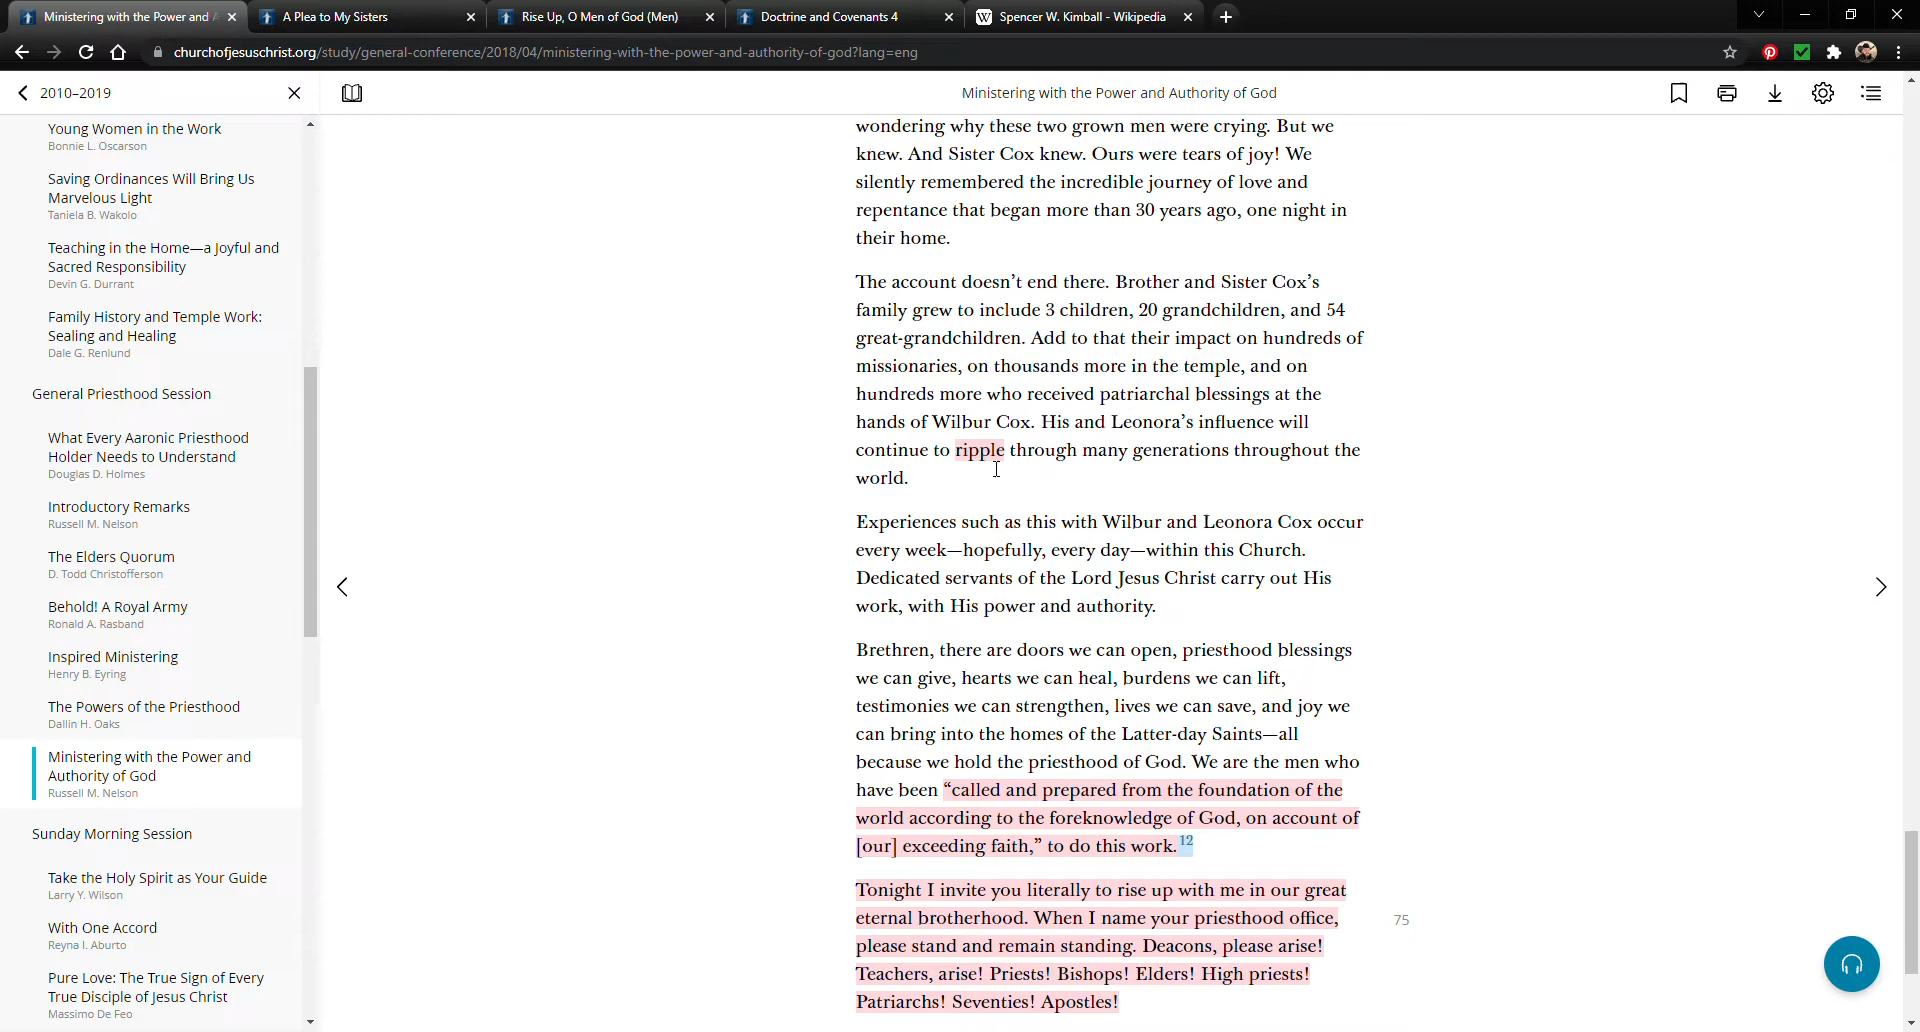 Ministering with the Power and A
A Plea to My Sisters
Rise Up, O Men of God (Men)
Doctrine and Covenants 4
W Spencer W. Kimball - Wikipedia
churchofjesuschrist.org/study/general-conference/2018/04/ministering-with-the-power-and-authority-of-god?lang=eng
2010–2019
Ministering with the Power and Authority of God
Young Women in the Work
Bonnie L. Oscarson
Saving Ordinances Will Bring Us
Marvelous Light
Taniela B. Wakolo
Teaching in the Home—a Joyful and
Sacred Responsibility
Devin G. Durrant
Family History and Temple Work:
Sealing and Healing
Dale G. Renlund
General Priesthood Session
What Every Aaronic Priesthood
Holder Needs to Understand
Douglas D. Holmes
Introductory Remarks
Russell M. Nelson
The Elders Quorum
D. Todd Christofferson
Behold! A Royal Army
Ronald A. Rasband
Inspired Ministering
Henry B. Eyring
The Powers of the Priesthood
Dallin H. Oaks
Ministering with the Power and
Authority of God
Russell M. Nelson
Sunday Morning Session
Take the Holy Spirit as Your Guide
Larry Y. Wilson
With One Accord
Reyna I. Aburto
Pure Love: The True Sign of Every
True Disciple of Jesus Christ
Massimo De Feo
wondering why these two grown men were crying. But we
knew. And Sister Cox knew. Ours were tears of joy! We
silently remembered the incredible journey of love and
repentance that began more than 30 years ago, one night in
their home.
The account doesn’t end there. Brother and Sister Cox’s
family grew to include 3 children, 20 grandchildren, and 54
great-grandchildren. Add to that their impact on hundreds of
missionaries, on thousands more in the temple, and on
hundreds more who received patriarchal blessings at the
hands of Wilbur Cox. His and Leonora’s influence will
continue to ripple through many generations throughout the
world.
Experiences such as this with Wilbur and Leonora Cox occur
every week—hopefully, every day—within this Church.
Dedicated servants of the Lord Jesus Christ carry out His
work, with His power and authority.
Brethren, there are doors we can open, priesthood blessings
we can give, hearts we can heal, burdens we can lift,
testimonies we can strengthen, lives we can save, and joy we
can bring into the homes of the Latter-day Saints—all
because we hold the priesthood of God. We are the men who
have been “called and prepared from the foundation of the
world according to the foreknowledge of God, on account of
[our] exceeding faith,” to do this work.12
Tonight I invite you literally to rise up with me in our great
eternal brotherhood. When I name your priesthood office,
please stand and remain standing. Deacons, please arise!
Teachers, arise! Priests! Bishops! Elders! High priests!
Patriarchs! Seventies! Apostles!
75